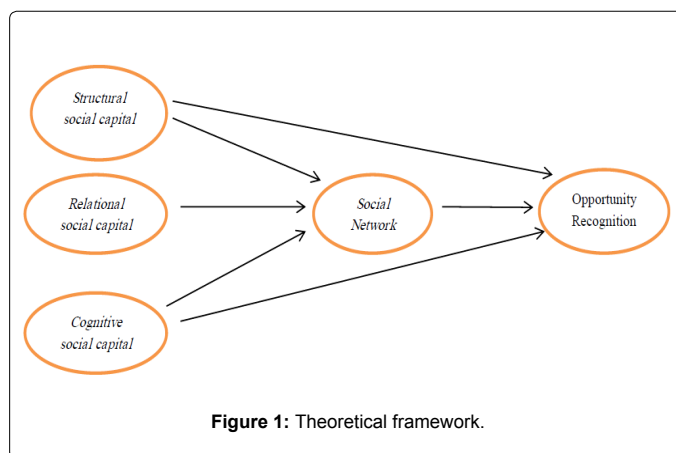 Structural
social capital
Relational
social capital
Social
Network
Opportunity
Recognition
Cognitive
social capital
Figure 1: Theoretical framework.